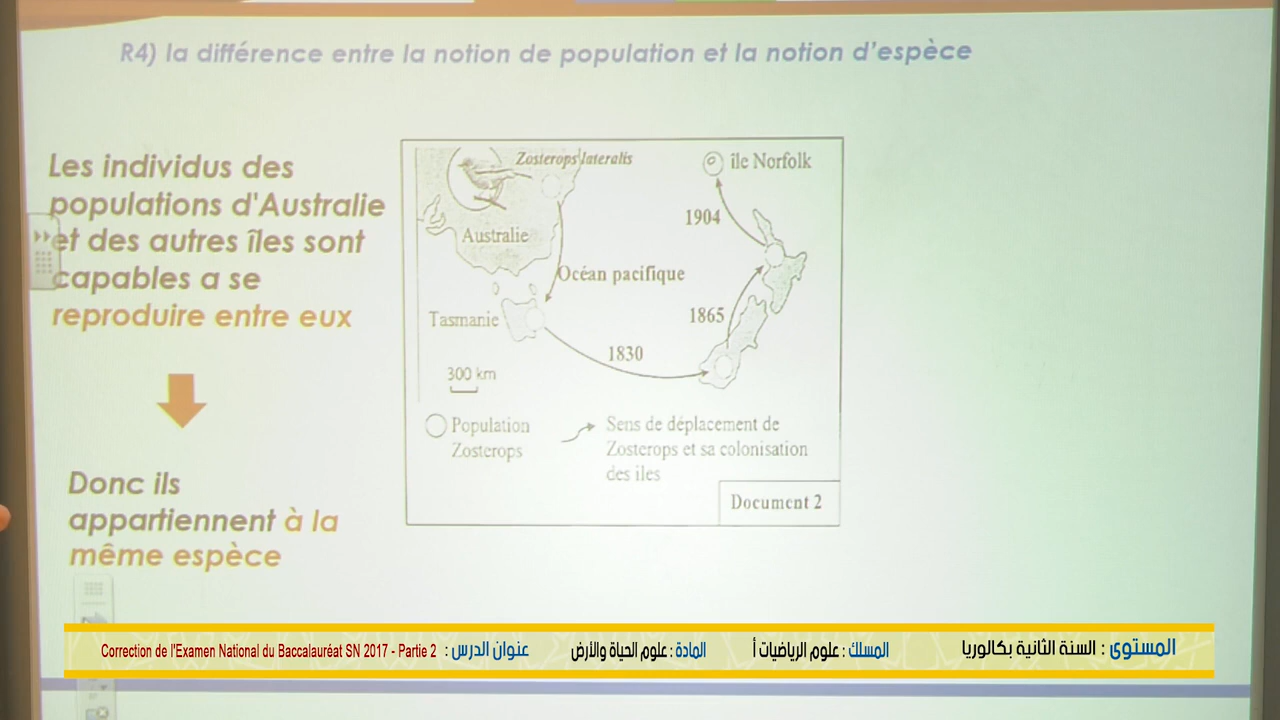 R4) la différence entre la notion de population et la notion d'espèce
Les individus des
populations d'Australie
et des autres îles sont
capables a se
reproduire entre eux
Donc ils
appartiennent à la
même espèce
Zosterops lateralis
île Norfolk
1904
Australie
Océan pacifique
Tasmanie
1865
1830
300 km
Population
Zosterops
Sens de déplacement de
Zosterops et sa colonisation
des iles
Document 2
المستوى : السنة الثانية بكالوريا
المسلك : علوم الرياضيات أ
المادة : علوم الحياة والأرض
عنوان الدرس : Correction de l'Examen National du Baccalauréat SN 2017 - Partie 2